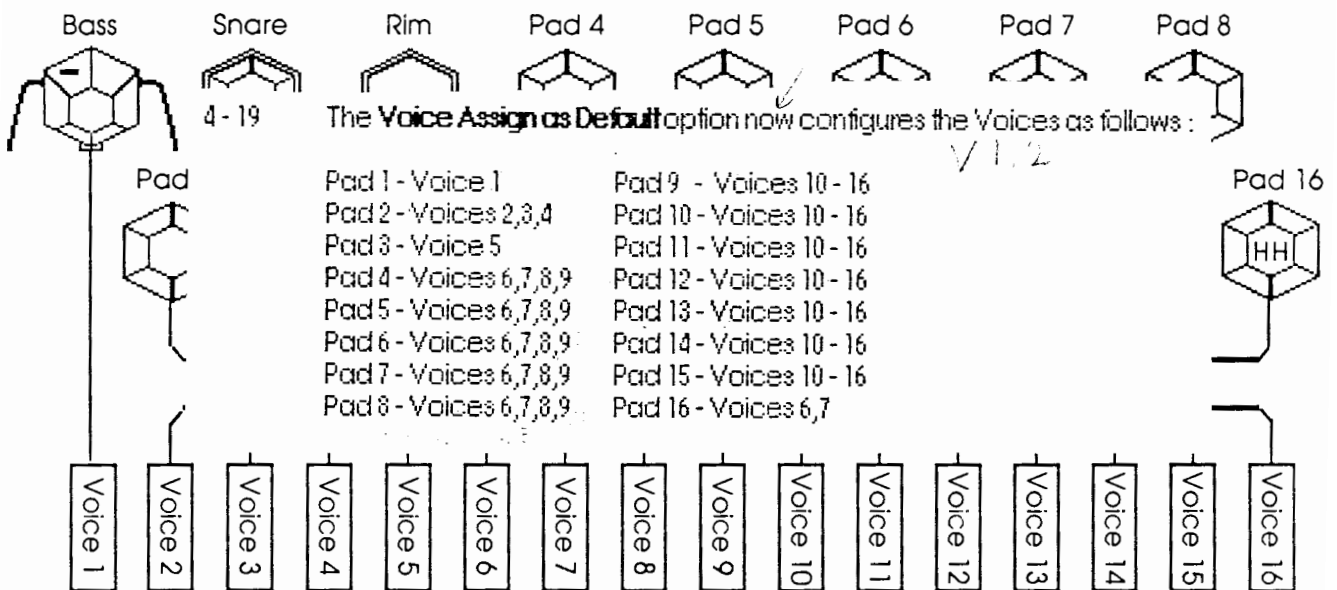 Bass Snare Rim Pad 4 Pad 5 Pad 6 Pad 7 Pad 8
4 - 19 The Voice Assign as Default option now configures the Voices as follows :
V 1.2
Pad Pad 16
HH
Pad 1 - Voice 1 Pad 9 - Voices 10 - 16
Pad 2 - Voices 2,3,4 Pad 10 - Voices 10 - 16
Pad 3 - Voice 5 Pad 11 - Voices 10 - 16
Pad 4 - Voices 6,7,8,9 Pad 12 - Voices 10 - 16
Pad 5 - Voices 6,7,8,9 Pad 13 - Voices 10 - 16
Pad 6 - Voices 6,7,8,9 Pad 14 - Voices 10 - 16
Pad 7 - Voices 6,7,8,9 Pad 15 - Voices 10 - 16
Pad 8 - Voices 6,7,8,9 Pad 16 - Voices 6,7
Voice 1
Voice 2
Voice 3
Voice 4
Voice 5
Voice 6
Voice 7
Voice 8
Voice 9
Voice 10
Voice 11
Voice 12
Voice 13
Voice 14
Voice 15
Voice 16